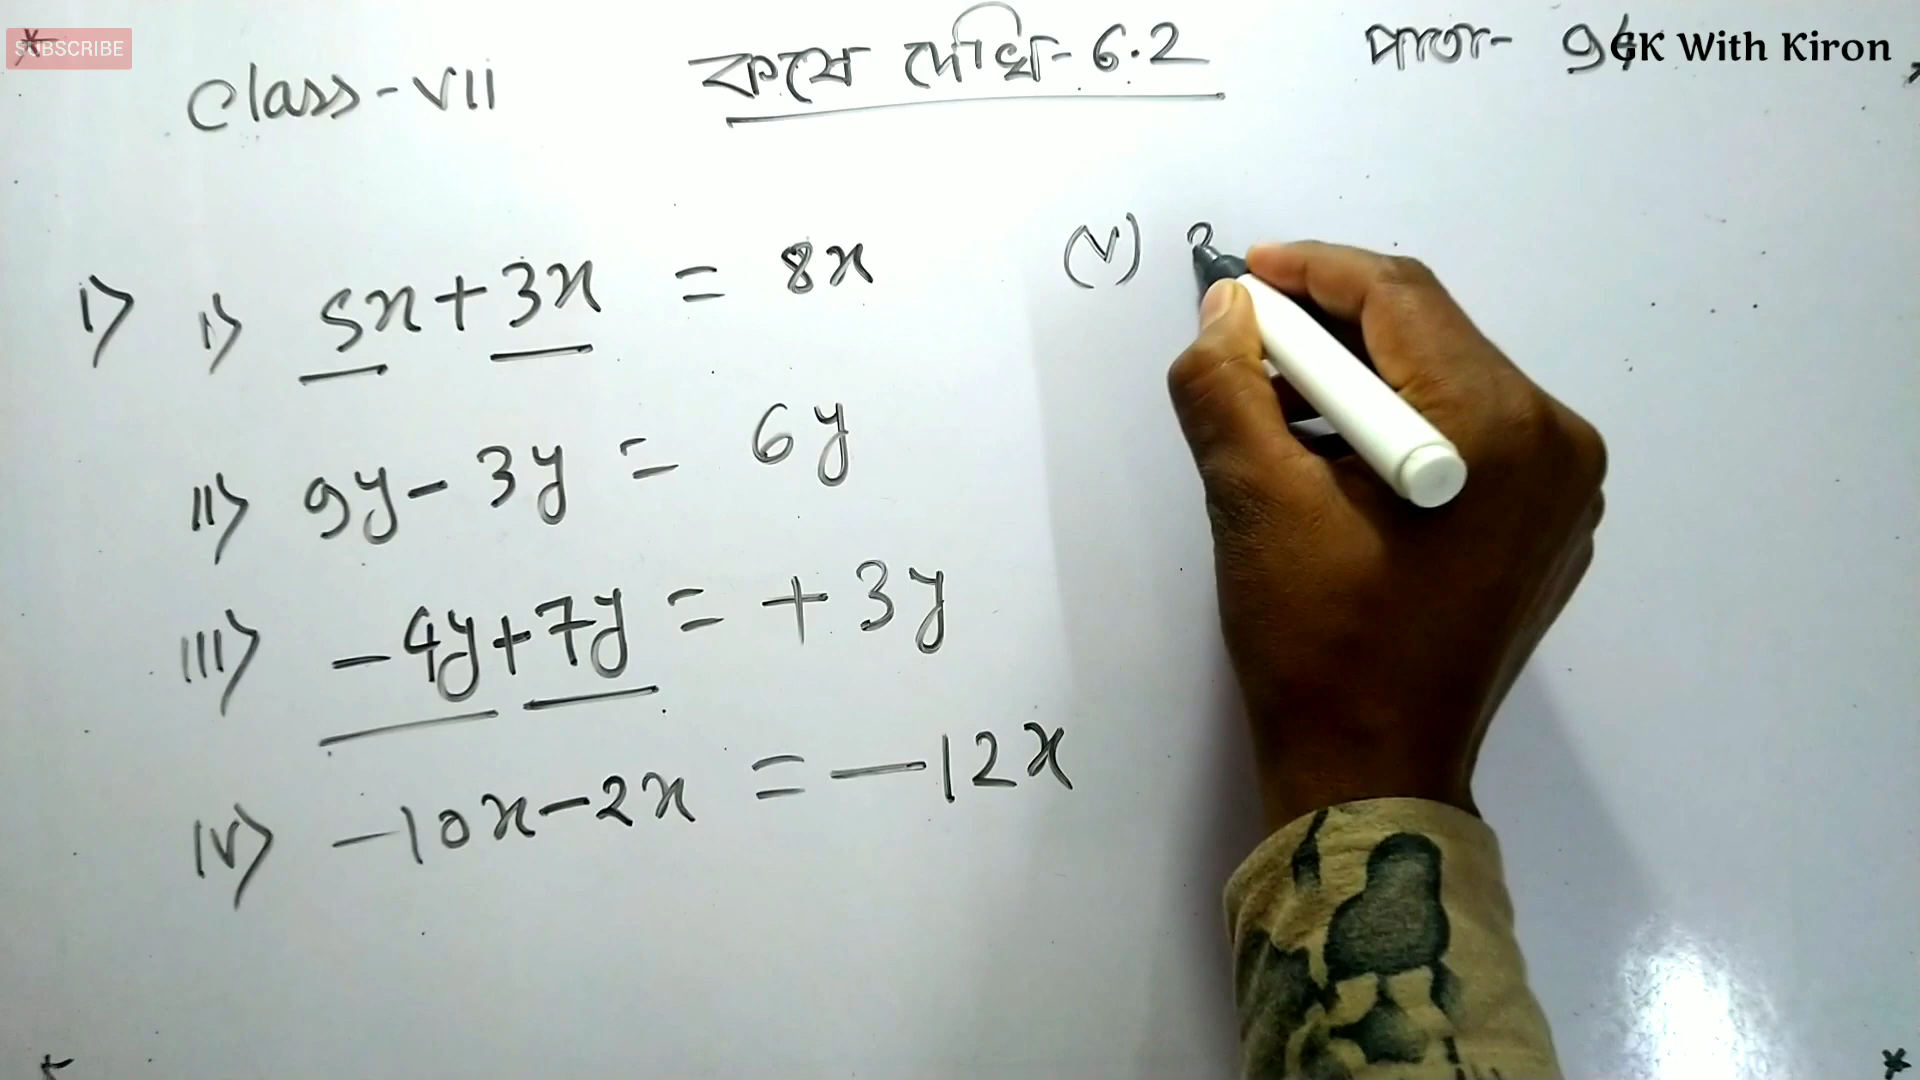 SUBSCRIBE
Class-VII
কষে দেখি-6.2
পাতা-
GK With Kiron
1> 1> 5x+3x = 8x
II> 9y-3y = 6y
III> -4y+7y = +3y
IV> -10x-2x = -12x
(V)